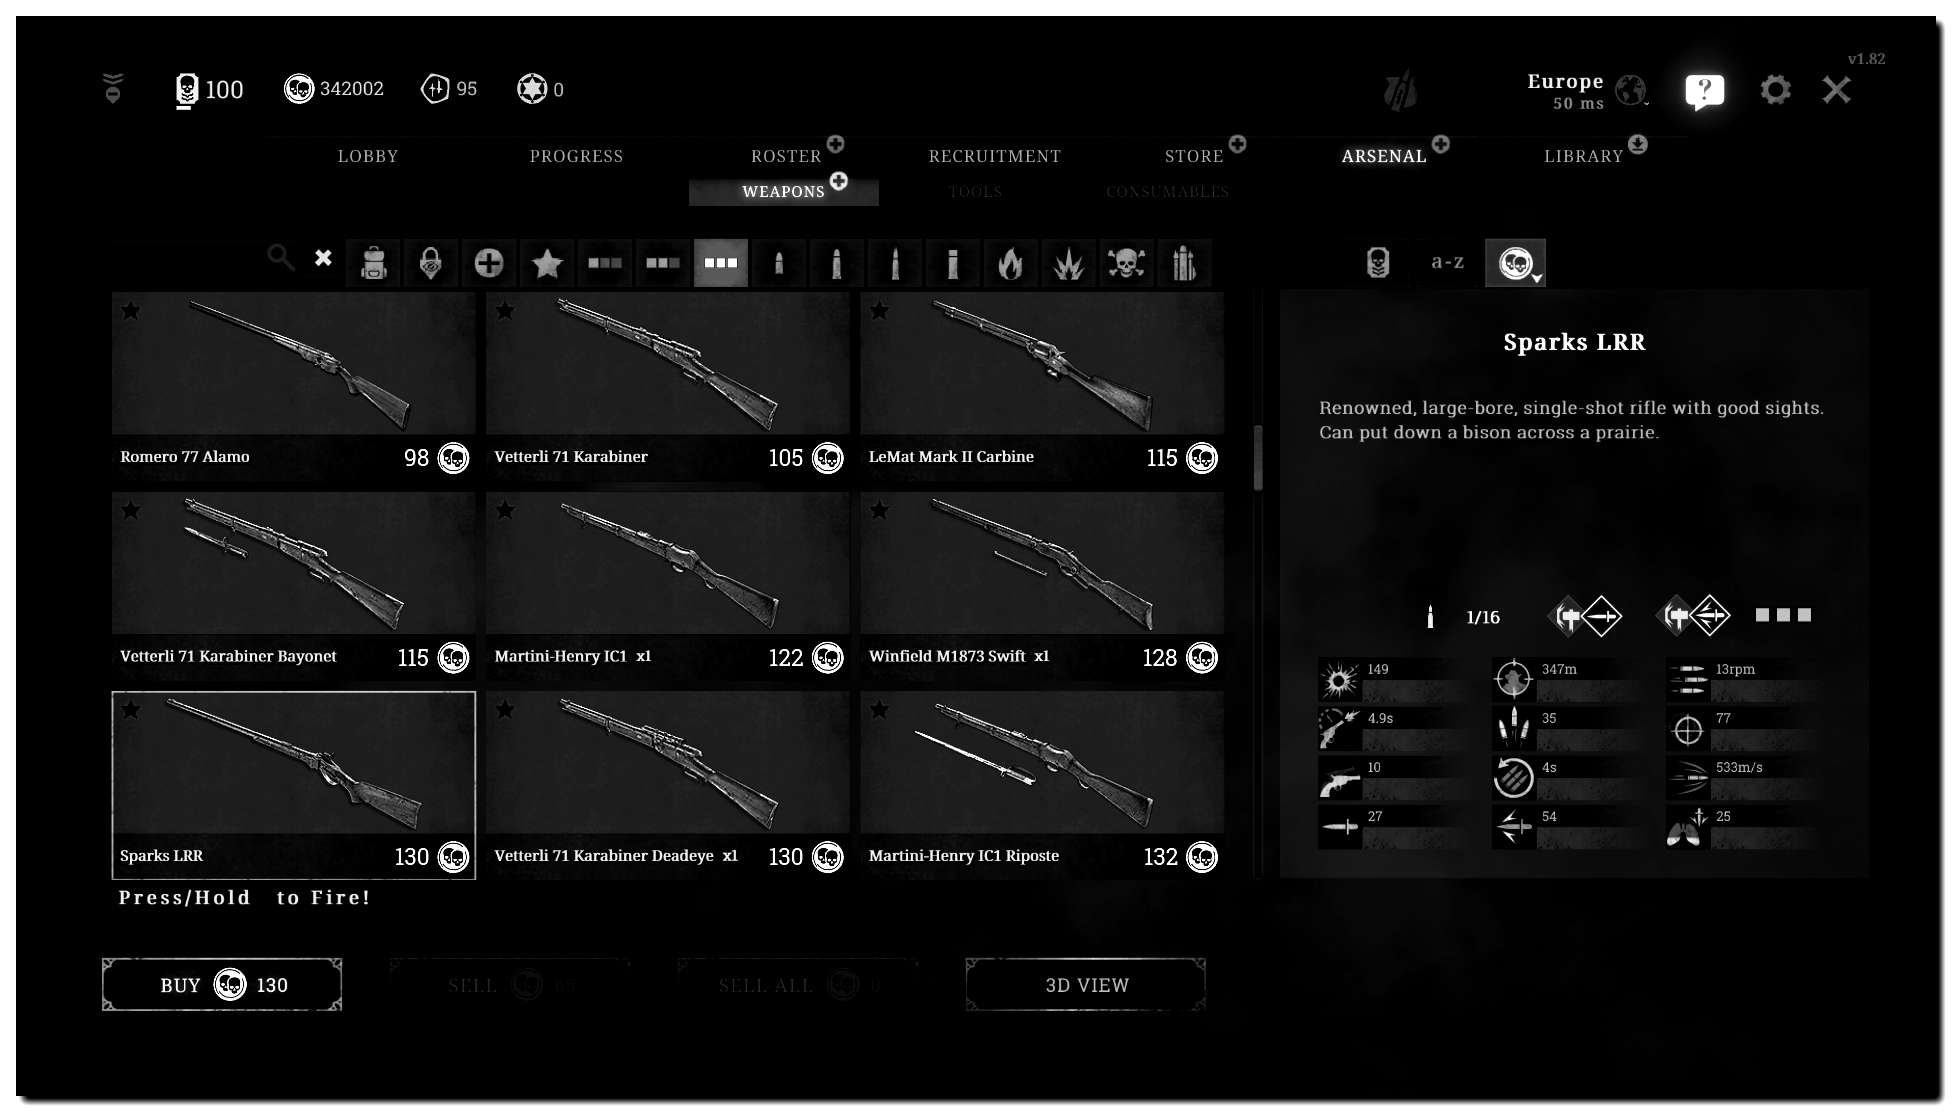 v1.82
100 342002 95 0
Europe
50 ms
?
LOBBY PROGRESS ROSTER RECRUITMENT STORE ARSENAL LIBRARY
WEAPONS TOOLS CONSUMABLES
a-z
Sparks LRR
Renowned, large-bore, single-shot rifle with good sights.
Can put down a bison across a prairie.
Romero 77 Alamo 98
Vetterli 71 Karabiner 105
LeMat Mark II Carbine 115
Vetterli 71 Karabiner Bayonet 115
Martini-Henry IC1 x1 122
Winfield M1873 Swift x1 128
Sparks LRR 130
Vetterli 71 Karabiner Deadeye x1 130
Martini-Henry IC1 Riposte 132
1/16
149 347m 13rpm
4.9s 35 77
10 4s 533m/s
27 54 25
Press/Hold to Fire!
BUY 130
SELL 65
SELL ALL 0
3D VIEW